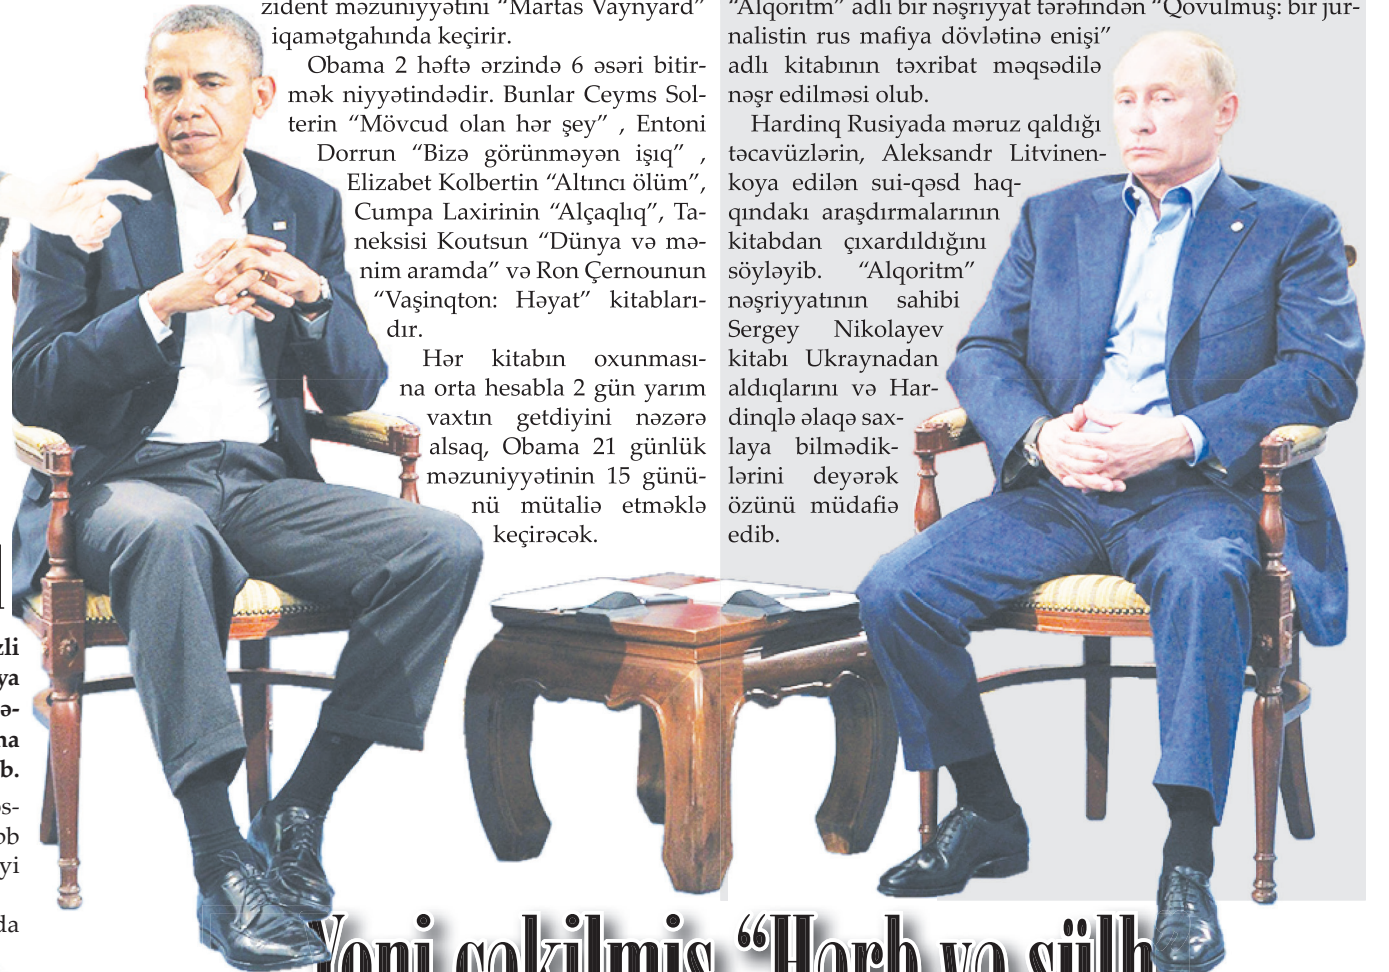 zident məzuniyyətini “Martas Vaynyard”
iqamətgahında keçirir.
Obama 2 həftə ərzində 6 əsəri bitir-
mək niyyətindədir. Bunlar Ceyms Sol-
terin “Mövcud olan hər şey” , Entoni
Dorrun “Bizə görünməyən işıq” ,
Elizabet Kolbertin “Altıncı ölüm”,
Cumpa Laxirinin “Alçaqlıq”, Ta-
neksisi Koutsun “Dünya və mə-
nim aramda” və Ron Çernounun
“Vaşinqton: Həyat” kitabları-
dır.
Hər kitabın oxunması-
na orta hesabla 2 gün yarım
vaxtın getdiyini nəzərə
alsaq, Obama 21 günlük
məzuniyyətinin 15 günü-
nü mütaliə etməklə
keçirəcək.
“Alqoritm” adlı bir nəşriyyat tərəfindən “Qovulmuş: bir jur-
nalistin rus mafiya dövlətinə enişi”
adlı kitabının təxribat məqsədilə
nəşr edilməsi olub.
Hardinq Rusiyada məruz qaldığı
təcavüzlərin, Aleksandr Litvinen-
koya edilən sui-qəsd haq-
qındakı araşdırmalarının
kitabdan çıxardıldığını
söyləyib. “Alqoritm”
nəşriyyatının sahibi
Sergey Nikolayev
kitabı Ukraynadan
aldıqlarını və Har-
dinqlə əlaqə sax-
laya bilmədik-
lərini deyərək
özünü müdafiə
edib.
Yeni çəkilmiş “Hərb və sülh